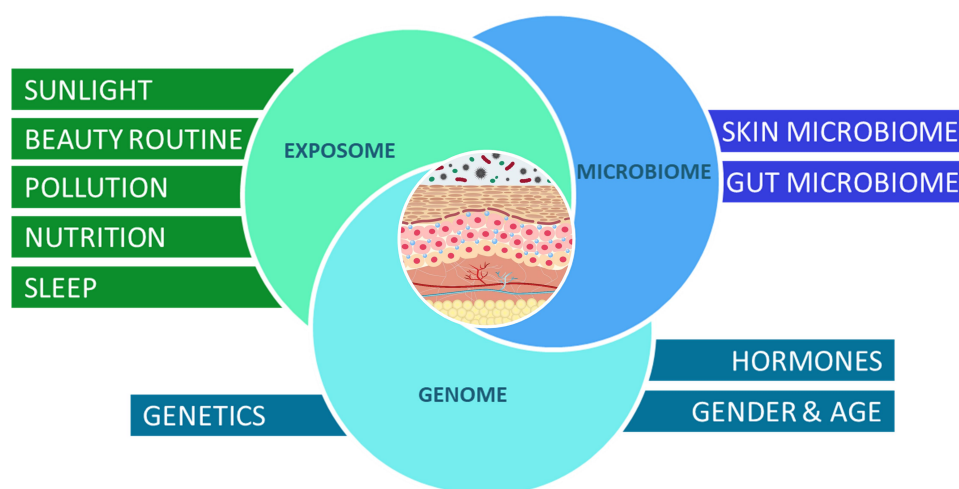 SUNLIGHT
BEAUTY ROUTINE
POLLUTION
NUTRITION
SLEEP
EXPOSOME
MICROBIOME
SKIN MICROBIOME
GUT MICROBIOME
GENOME
GENETICS
HORMONES
GENDER & AGE